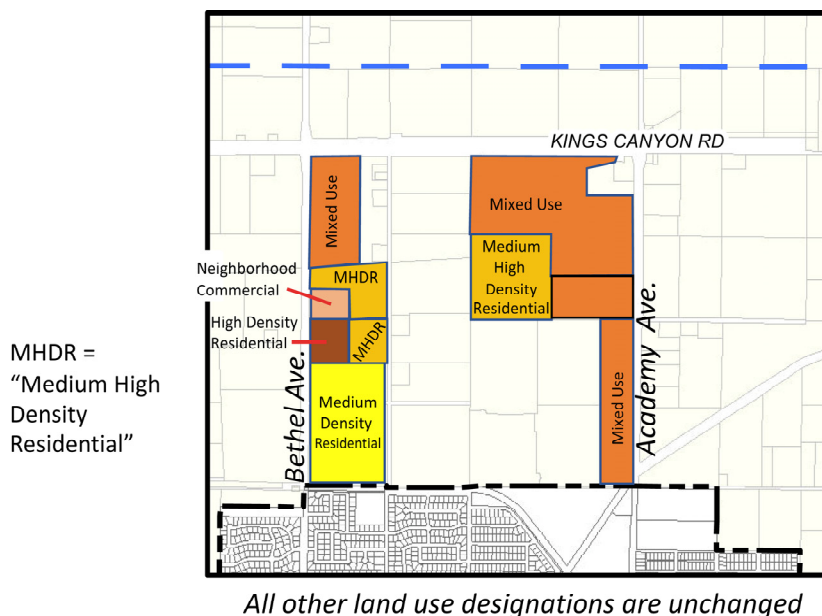 KINGS CANYON RD
Mixed Use
Mixed Use
Neighborhood
Commercial
MHDR
Medium
High
Density
Residential
High Density
Residential
MHDR
MHDR =
“Medium High
Density
Residential”
Bethel Ave.
Medium
Density
Residential
Mixed Use
Academy Ave.
All other land use designations are unchanged